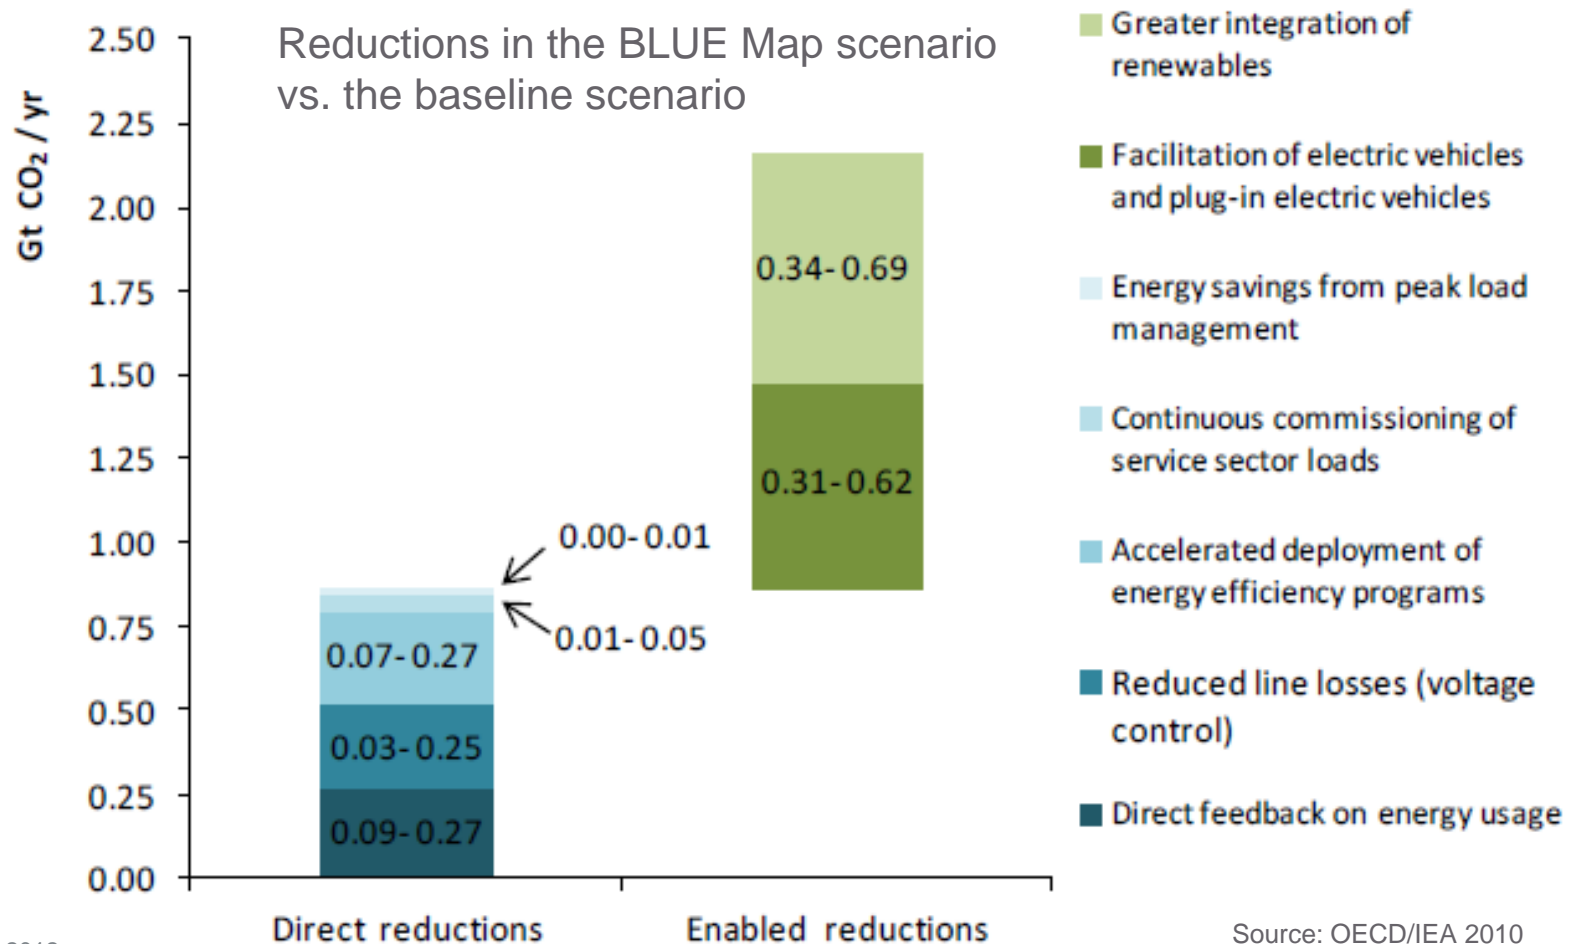 Reductions in the BLUE Map scenario
vs. the baseline scenario
Gt CO₂ / yr
2.50
2.25
2.00
1.75
1.50
1.25
1.00
0.75
0.50
0.25
0.00
0.34-0.69
0.31-0.62
0.00-0.01
0.01-0.05
0.07-0.27
0.03-0.25
0.09-0.27
Direct reductions
Enabled reductions
Greater integration of
renewables
Facilitation of electric vehicles
and plug-in electric vehicles
Energy savings from peak load
management
Continuous commissioning of
service sector loads
Accelerated deployment of
energy efficiency programs
Reduced line losses (voltage
control)
Direct feedback on energy usage
Source: OECD/IEA 2010